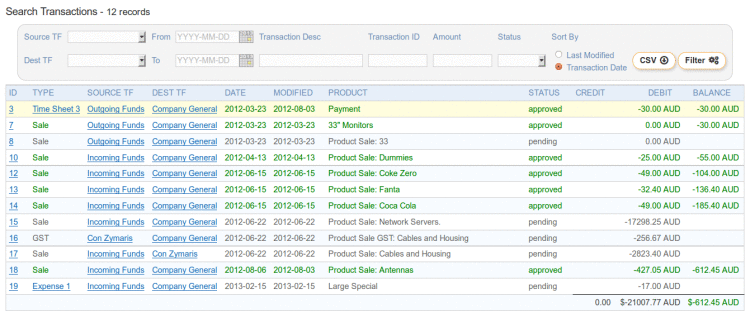 Search Transactions - 12 records
Source TF From YYYY-MM-DD Transaction Desc Transaction ID Amount Status Sort By
Last Modified
Dest TF To YYYY-MM-DD Transaction Date CSV Filter
ID TYPE SOURCE TF DEST TF DATE MODIFIED PRODUCT STATUS CREDIT DEBIT BALANCE
3 Time Sheet 3 Outgoing Funds Company General 2012-03-23 2012-08-03 Payment approved -30.00 AUD -30.00 AUD
7 Sale Outgoing Funds Company General 2012-03-23 2012-03-23 33" Monitors approved 0.00 AUD -30.00 AUD
8 Sale Outgoing Funds Company General 2012-03-23 2012-03-23 Product Sale: 33 pending 0.00 AUD
10 Sale Incoming Funds Company General 2012-04-13 2012-04-13 Product Sale: Dummies approved -25.00 AUD -55.00 AUD
12 Sale Incoming Funds Company General 2012-06-15 2012-06-15 Product Sale: Coke Zero approved -49.00 AUD -104.00 AUD
13 Sale Incoming Funds Company General 2012-06-15 2012-06-15 Product Sale: Fanta approved -32.40 AUD -136.40 AUD
14 Sale Incoming Funds Company General 2012-06-15 2012-06-15 Product Sale: Coca Cola approved -49.00 AUD -185.40 AUD
15 Sale Incoming Funds Company General 2012-06-22 2012-06-22 Product Sale: Network Servers. pending -17298.25 AUD
16 GST Con Zymaris Company General 2012-06-22 2012-06-22 Product Sale GST: Cables and Housing pending -256.67 AUD
17 Sale Incoming Funds Con Zymaris 2012-06-22 2012-06-22 Product Sale: Cables and Housing pending -2823.40 AUD
18 Sale Incoming Funds Company General 2012-08-06 2012-08-03 Product Sale: Antennas approved -427.05 AUD -612.45 AUD
19 Expense 1 Incoming Funds Company General 2013-02-15 2013-02-15 Large Special pending -17.00 AUD
0.00 $-21007.77 AUD $-612.45 AUD